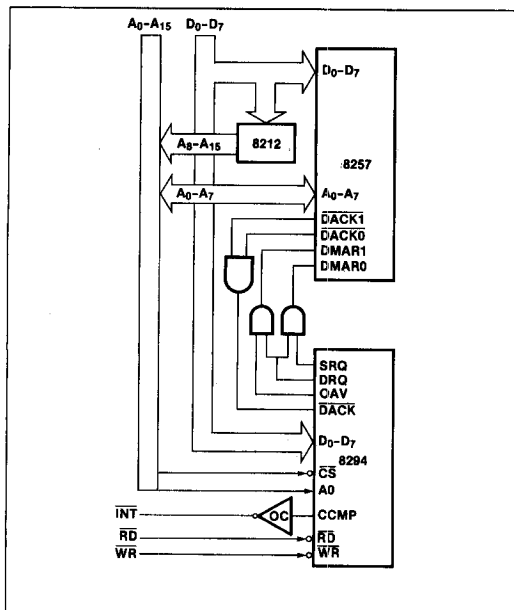 A0–A15 D0–D7
D0–D7
8212
A8–A15
8257
A0–A7 A0–A7
DACK1
DACK0
DMAR1
DMAR0
SRQ
DRQ
OAV
DACK
D0–D7
8294
CS
A0
INT OC CCMP
RD RD
WR WR